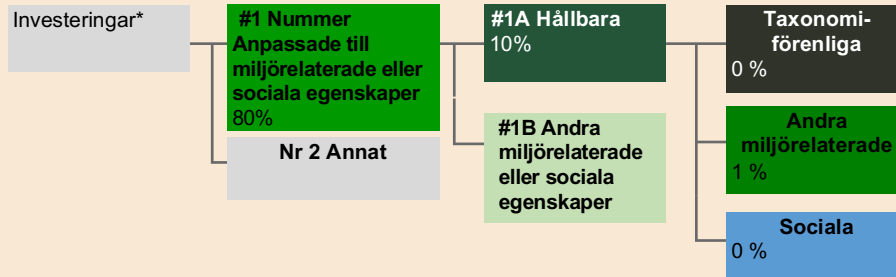 Investeringar*
#1 Nummer
Anpassade till
miljörelaterade eller
sociala egenskaper
80%
Nr 2 Annat
#1A Hållbara
10%
#1B Andra
miljörelaterade
eller sociala
egenskaper
Taxonomi-
förenliga
0 %
Andra
miljörelaterade
1 %
Sociala
0 %